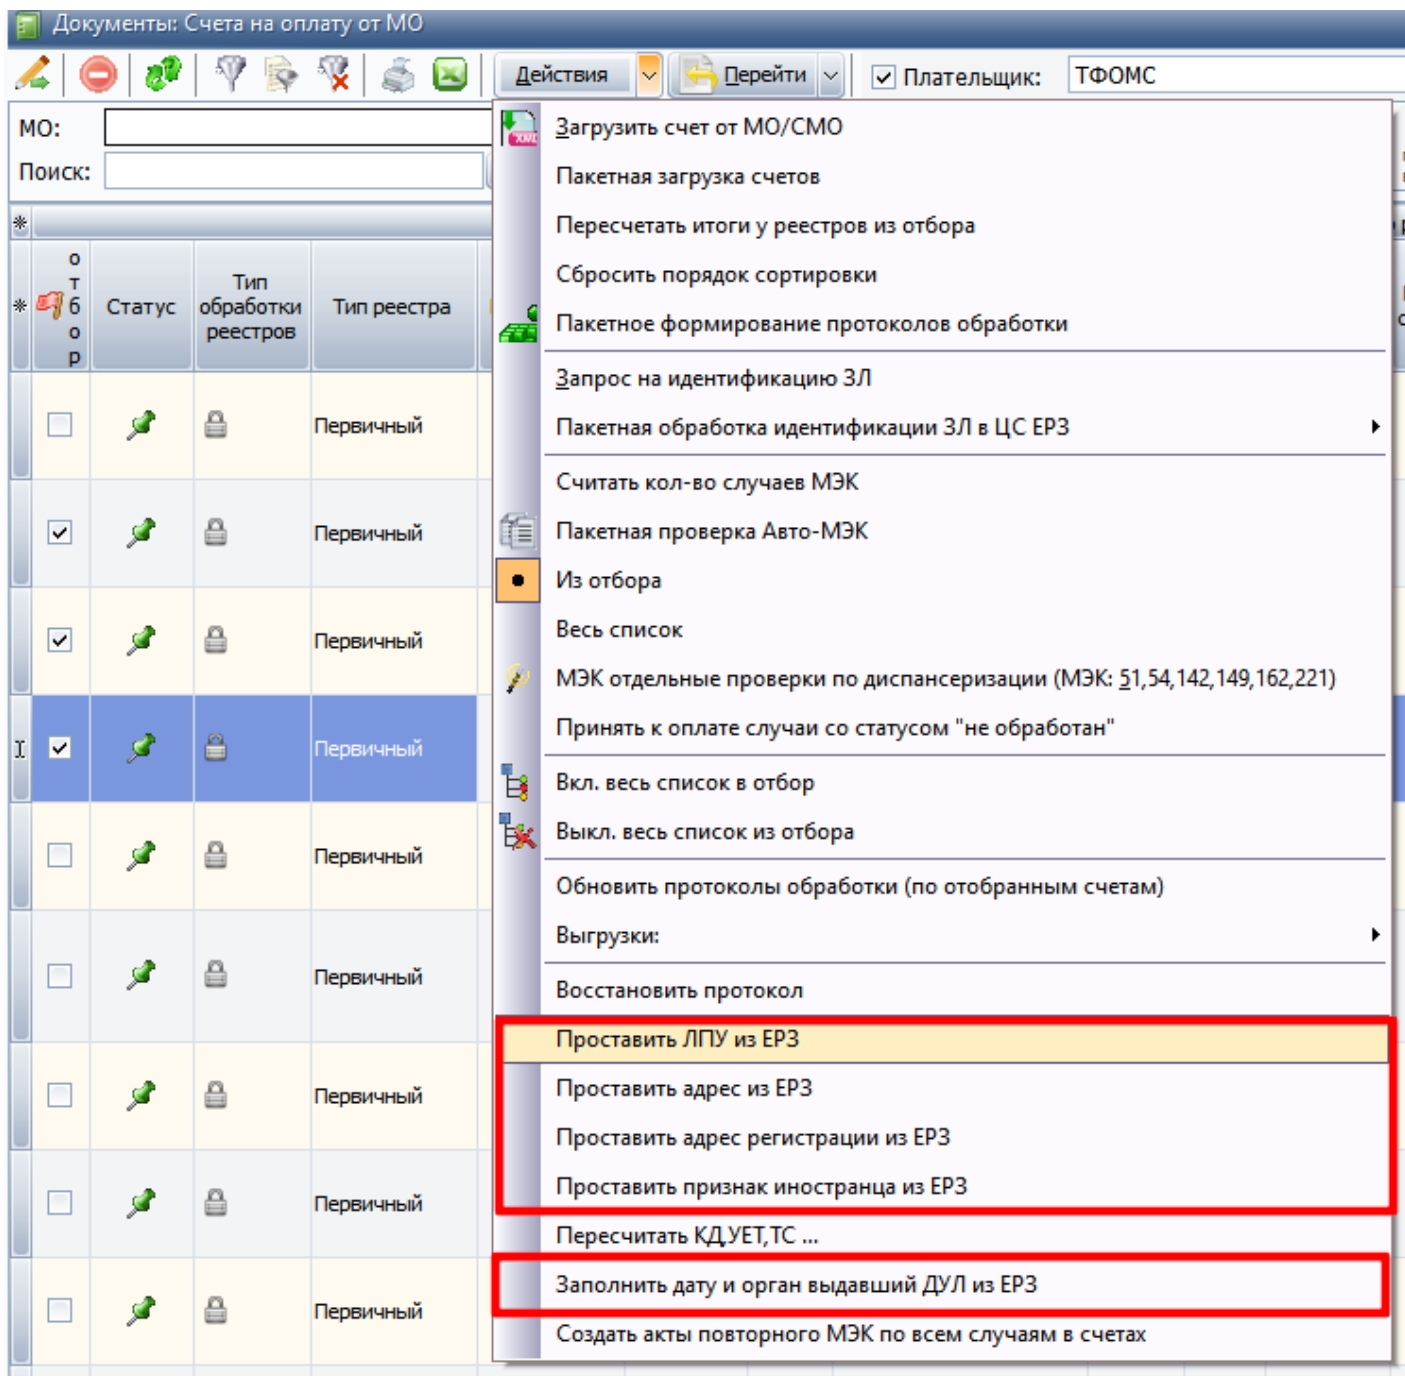 Документы: Счета на оплату от МО
Действия
Перейти
Плательщик:
ТФОМС
МО:
Поиск:
отбор
Статус
Тип обработки реестров
Тип реестра
Первичный
Первичный
Первичный
Первичный
Первичный
Первичный
Первичный
Первичный
Первичный
XML
Загрузить счет от МО/СМО
Пакетная загрузка счетов
Пересчетать итоги у реестров из отбора
Сбросить порядок сортировки
Пакетное формирование протоколов обработки
Запрос на идентификацию ЗЛ
Пакетная обработка идентификации ЗЛ в ЦС ЕРЗ
Считать кол-во случаев МЭК
Пакетная проверка Авто-МЭК
Из отбора
Весь список
МЭК отдельные проверки по диспансеризации (МЭК: 51,54,142,149,162,221)
Принять к оплате случаи со статусом "не обработан"
Вкл. весь список в отбор
Выкл. весь список из отбора
Обновить протоколы обработки (по отобранным счетам)
Выгрузки:
Восстановить протокол
Проставить ЛПУ из ЕРЗ
Проставить адрес из ЕРЗ
Проставить адрес регистрации из ЕРЗ
Проставить признак иностранца из ЕРЗ
Пересчитать КД,УЕТ,ТС ...
Заполнить дату и орган выдавший ДУЛ из ЕРЗ
Создать акты повторного МЭК по всем случаям в счетах